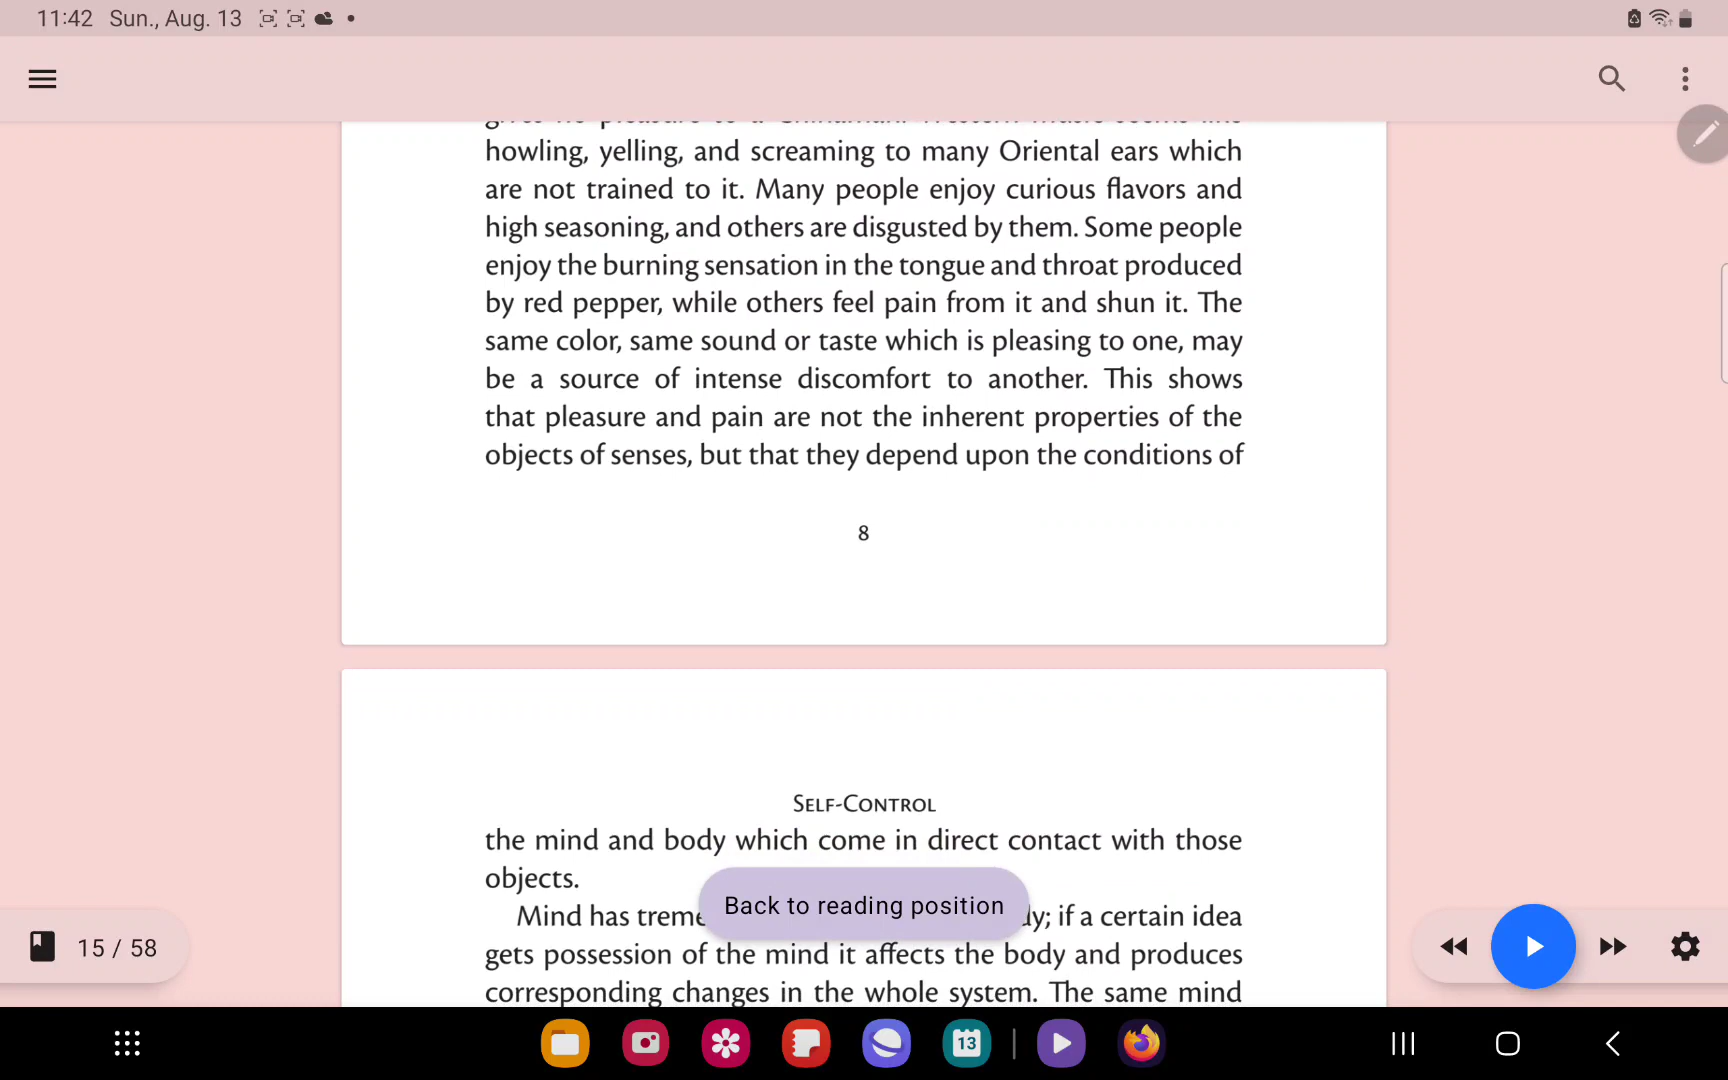 11:42 Sun., Aug. 13
howling, yelling, and screaming to many Oriental ears which
are not trained to it. Many people enjoy curious flavors and
high seasoning, and others are disgusted by them. Some people
enjoy the burning sensation in the tongue and throat produced
by red pepper, while others feel pain from it and shun it. The
same color, same sound or taste which is pleasing to one, may
be a source of intense discomfort to another. This shows
that pleasure and pain are not the inherent properties of the
objects of senses, but that they depend upon the conditions of
8
SELF-CONTROL
the mind and body which come in direct contact with those
objects.
Back to reading position
Mind has if a certain idea
gets possession of the mind it affects the body and produces
corresponding changes in the whole system. The same mind
15 / 58
13